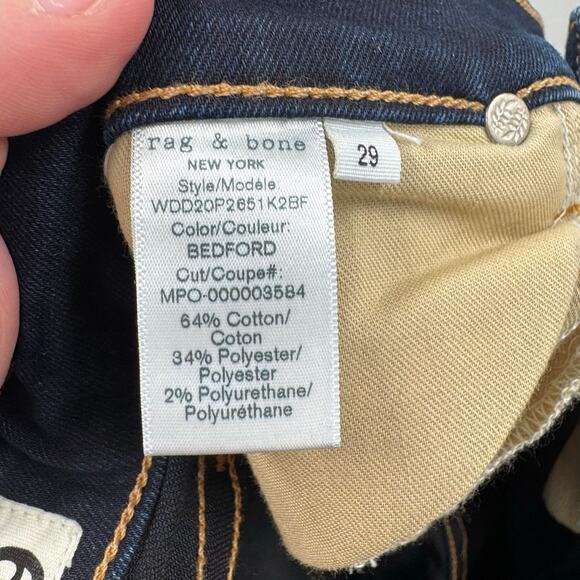 rag & bone
NEW YORK
Style/Modéle:
WDD20P2651K2BF
Color/Couleur:
BEDFORD
Cut/Coupe#:
MPO-000003584
64% Cotton/
Coton
34% Polyester/
Polyester
2% Polyurethane/
Polyuréthane
29